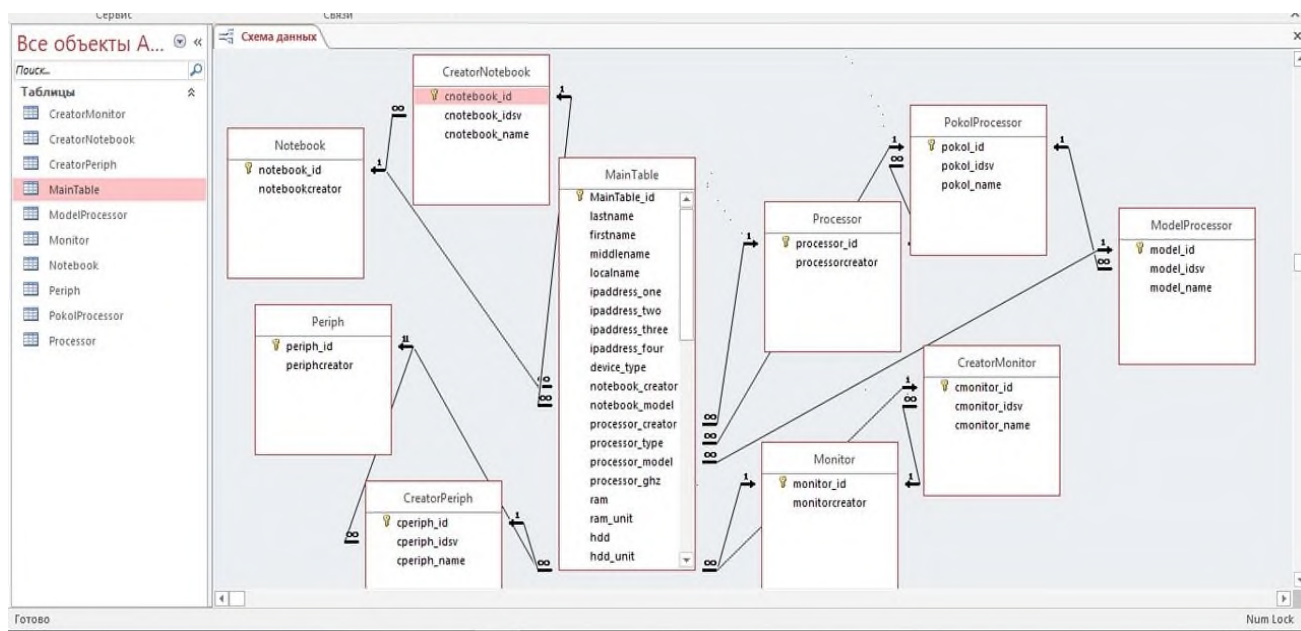 Сервис
Связи
Все объекты A...
Поиск...
Таблицы
CreatorMonitor
CreatorNotebook
CreatorPeriph
MainTable
ModelProcessor
Monitor
Notebook
Periph
PokolProcessor
Processor
Схема данных
CreatorNotebook
cnotebook_id
cnotebook_idsv
cnotebook_name
Notebook
notebook_id
notebookcreator
Periph
periph_id
periphcreator
CreatorPeriph
cperiph_id
cperiph_idsv
cperiph_name
MainTable
MainTable_id
lastname
firstname
middlename
localname
ipaddress_one
ipaddress_two
ipaddress_three
ipaddress_four
device_type
notebook_creator
notebook_model
processor_creator
processor_type
processor_model
processor_ghz
ram
ram_unit
hdd
hdd_unit
Processor
processor_id
processorcreator
PokolProcessor
pokol_id
pokol_idsv
pokol_name
ModelProcessor
model_id
model_idsv
model_name
CreatorMonitor
cmonitor_id
cmonitor_idsv
cmonitor_name
Monitor
monitor_id
monitorcreator
Готово
Num Lock